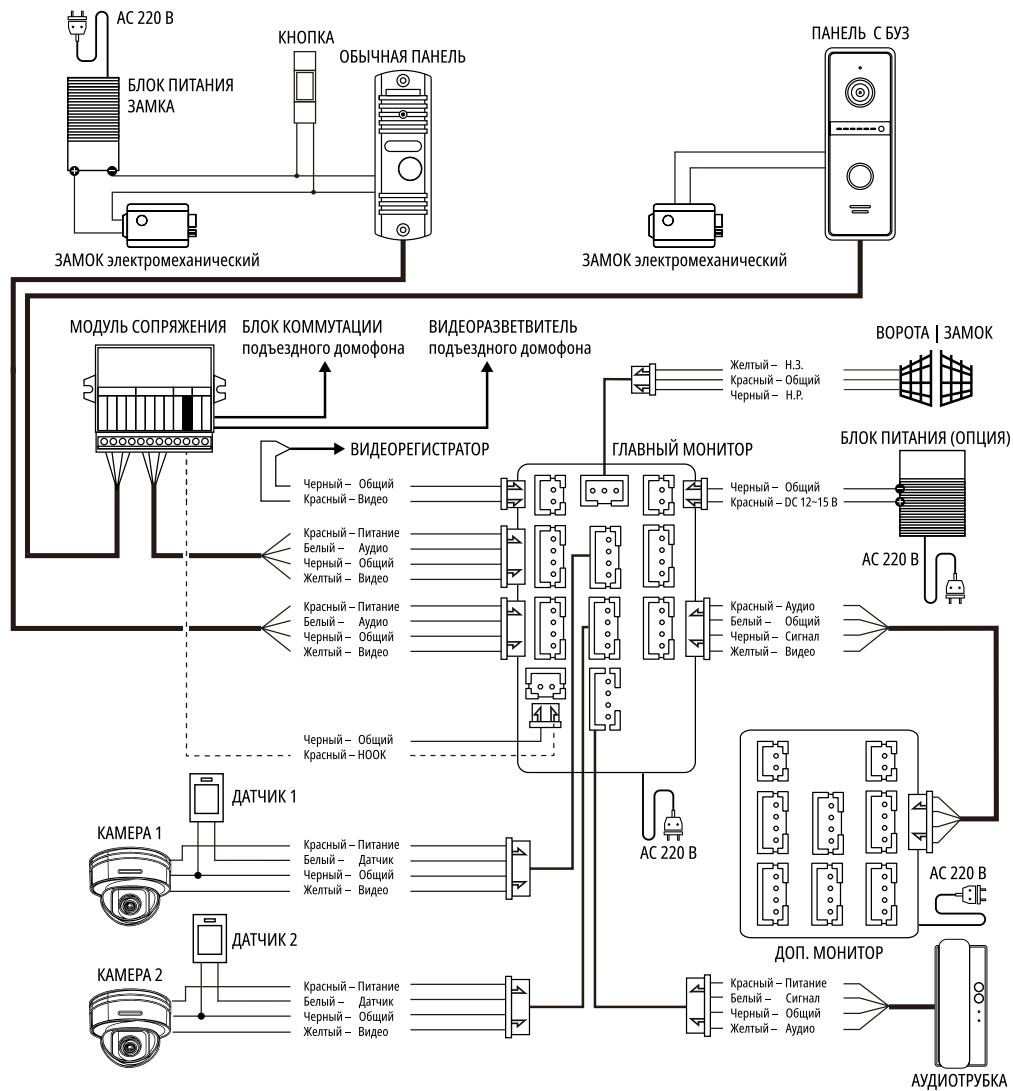 AC 220 В
БЛОК ПИТАНИЯ
ЗАМКА
КНОПКА
ОБЫЧНАЯ ПАНЕЛЬ
ПАНЕЛЬ С БУЗ
ЗАМОК электромеханический
ЗАМОК электромеханический
МОДУЛЬ СОПРЯЖЕНИЯ
БЛОК КОММУТАЦИИ
подъездного домофона
ВИДЕОРАЗВЕТВИТЕЛЬ
подъездного домофона
ВОРОТА | ЗАМОК
Желтый – Н.З.
Красный – Общий
Черный – Н.Р.
ВИДЕОРЕГИСТРАТОР
ГЛАВНЫЙ МОНИТОР
БЛОК ПИТАНИЯ (ОПЦИЯ)
Черный – Общий
Красный – Видео
Черный – Общий
Красный – DC 12~15 В
AC 220 В
Красный – Питание
Белый – Аудио
Черный – Общий
Желтый – Видео
Красный – Питание
Белый – Аудио
Черный – Общий
Желтый – Видео
Красный – Аудио
Белый – Общий
Черный – Сигнал
Желтый – Видео
Черный – Общий
Красный – HOOK
ДАТЧИК 1
КАМЕРА 1
Красный – Питание
Белый – Датчик
Черный – Общий
Желтый – Видео
AC 220 В
AC 220 В
ДОП. МОНИТОР
ДАТЧИК 2
КАМЕРА 2
Красный – Питание
Белый – Датчик
Черный – Общий
Желтый – Видео
Красный – Питание
Белый – Сигнал
Черный – Общий
Желтый – Аудио
АУДИОТРУБКА